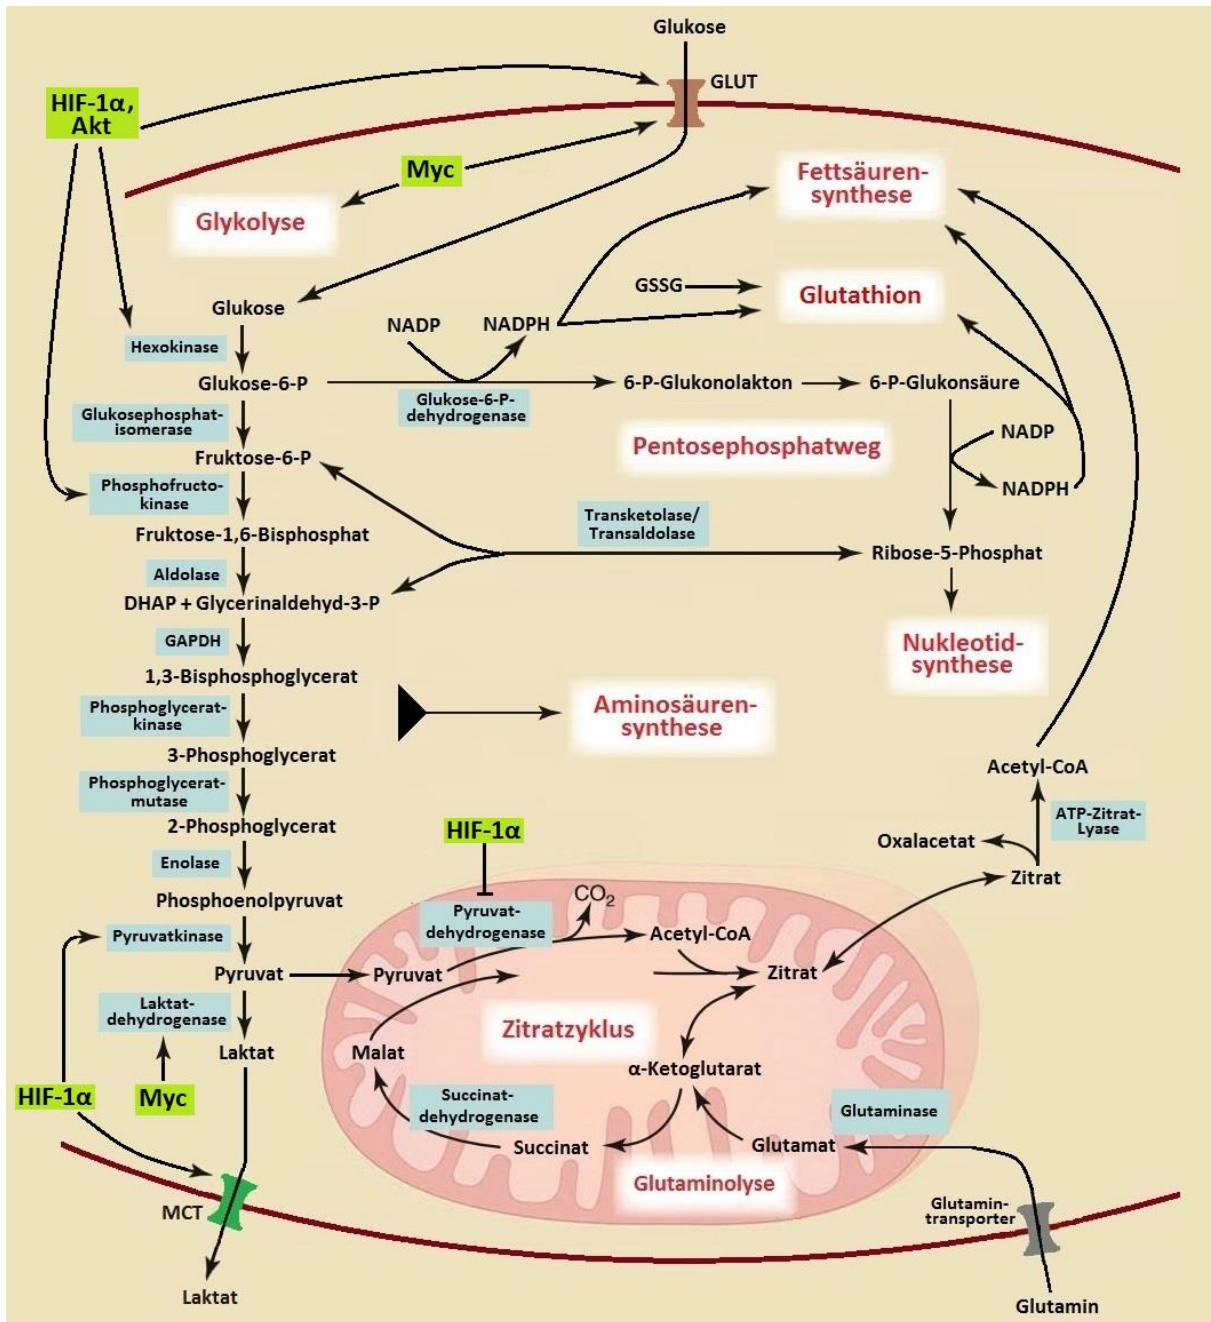 Glukose
GLUT
HIF-1α,
Akt
Myc
Glykolyse
Fettsäuren-
synthese
GSSG
Glutathion
Glukose
NADP
NADPH
Hexokinase
Glukose-6-P
6-P-Glukonolakton
6-P-Glukonsäure
Glukosephosphat-
isomerase
Glukose-6-P-
dehydrogenase
Pentosephosphatweg
NADP
NADPH
Fruktose-6-P
Phosphofructo-
kinase
Transketolase/
Transaldolase
Fruktose-1,6-Bisphosphat
Ribose-5-Phosphat
Aldolase
DHAP + Glycerinaldehyd-3-P
GAPDH
Nukleotid-
synthese
1,3-Bisphosphoglycerat
Phosphoglycerat-
kinase
Aminosäuren-
synthese
3-Phosphoglycerat
Phosphoglycerat-
mutase
Acetyl-CoA
2-Phosphoglycerat
HIF-1α
ATP-Zitrat-
Lyase
Oxalacetat
Enolase
Zitrat
Phosphoenolpyruvat
CO2
Pyruvat-
dehydrogenase
Pyruvatkinase
Acetyl-CoA
Pyruvat
Pyruvat
Zitrat
Laktat-
dehydrogenase
Zitratzyklus
Laktat
Malat
α-Ketoglutarat
HIF-1α
Myc
Succinat-
dehydrogenase
Glutaminase
Succinat
Glutamat
Glutaminolyse
MCT
Glutamin-
transporter
Laktat
Glutamin